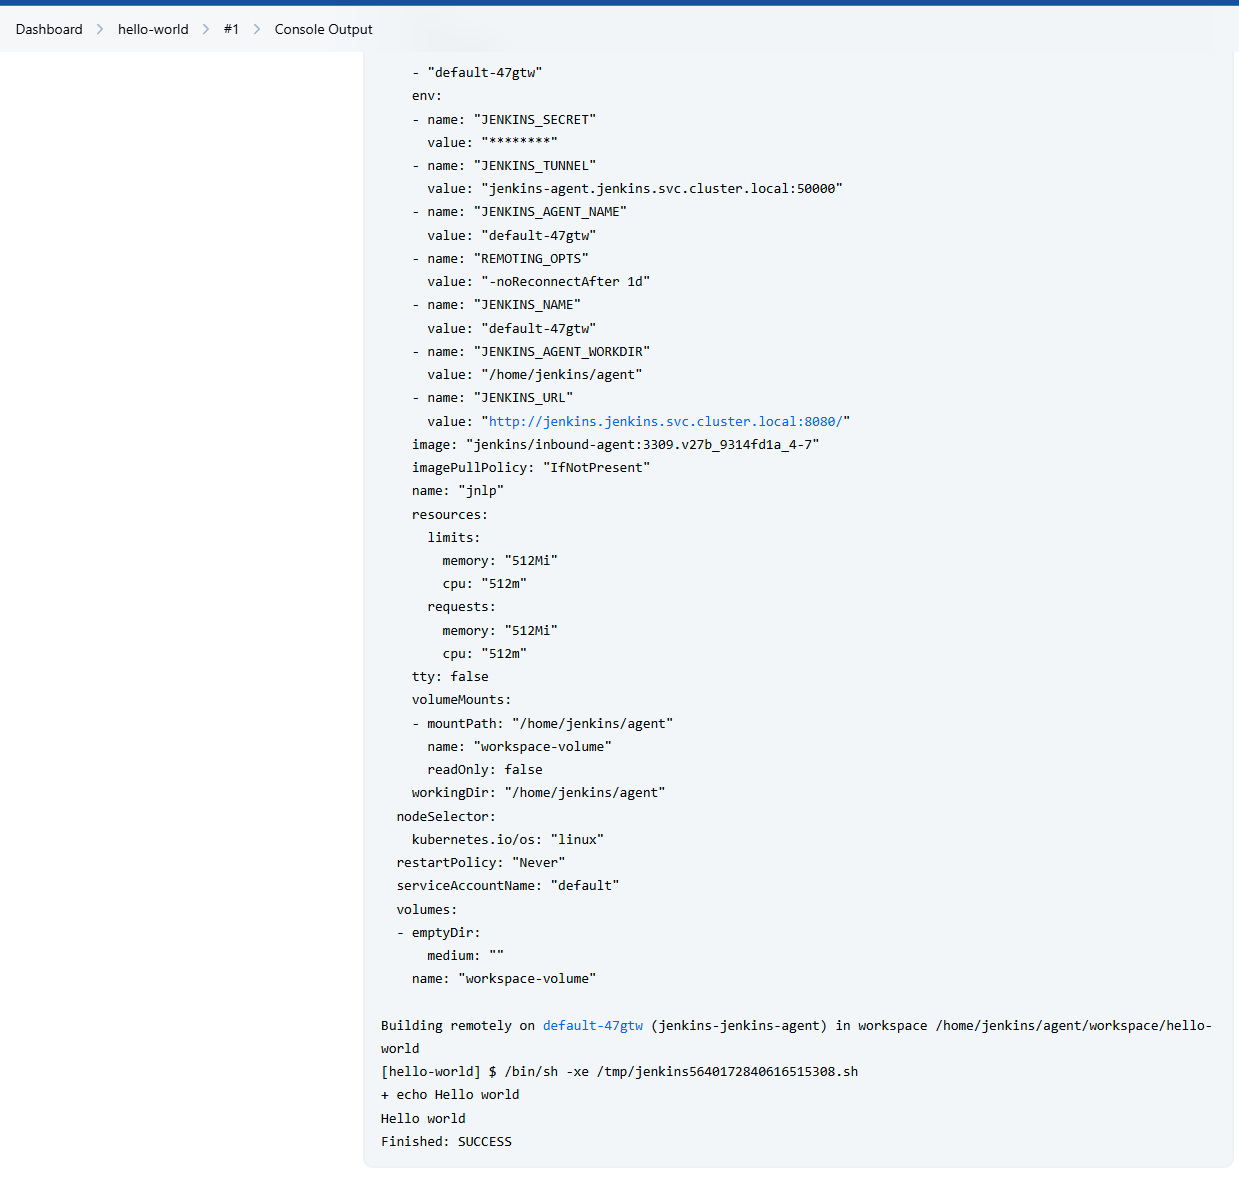 Dashboard > hello-world > #1 > Console Output
    - "default-47gtw"
    env:
    - name: "JENKINS_SECRET"
      value: "********"
    - name: "JENKINS_TUNNEL"
      value: "jenkins-agent.jenkins.svc.cluster.local:50000"
    - name: "JENKINS_AGENT_NAME"
      value: "default-47gtw"
    - name: "REMOTING_OPTS"
      value: "-noReconnectAfter 1d"
    - name: "JENKINS_NAME"
      value: "default-47gtw"
    - name: "JENKINS_AGENT_WORKDIR"
      value: "/home/jenkins/agent"
    - name: "JENKINS_URL"
      value: "http://jenkins.jenkins.svc.cluster.local:8080/"
    image: "jenkins/inbound-agent:3309.v27b_9314fd1a_4-7"
    imagePullPolicy: "IfNotPresent"
    name: "jnlp"
    resources:
      limits:
        memory: "512Mi"
        cpu: "512m"
      requests:
        memory: "512Mi"
        cpu: "512m"
    tty: false
    volumeMounts:
    - mountPath: "/home/jenkins/agent"
      name: "workspace-volume"
      readOnly: false
    workingDir: "/home/jenkins/agent"
  nodeSelector:
    kubernetes.io/os: "linux"
  restartPolicy: "Never"
  serviceAccountName: "default"
  volumes:
  - emptyDir:
      medium: ""
    name: "workspace-volume"

Building remotely on default-47gtw (jenkins-jenkins-agent) in workspace /home/jenkins/agent/workspace/hello-
world
[hello-world] $ /bin/sh -xe /tmp/jenkins5640172840616515308.sh
+ echo Hello world
Hello world
Finished: SUCCESS